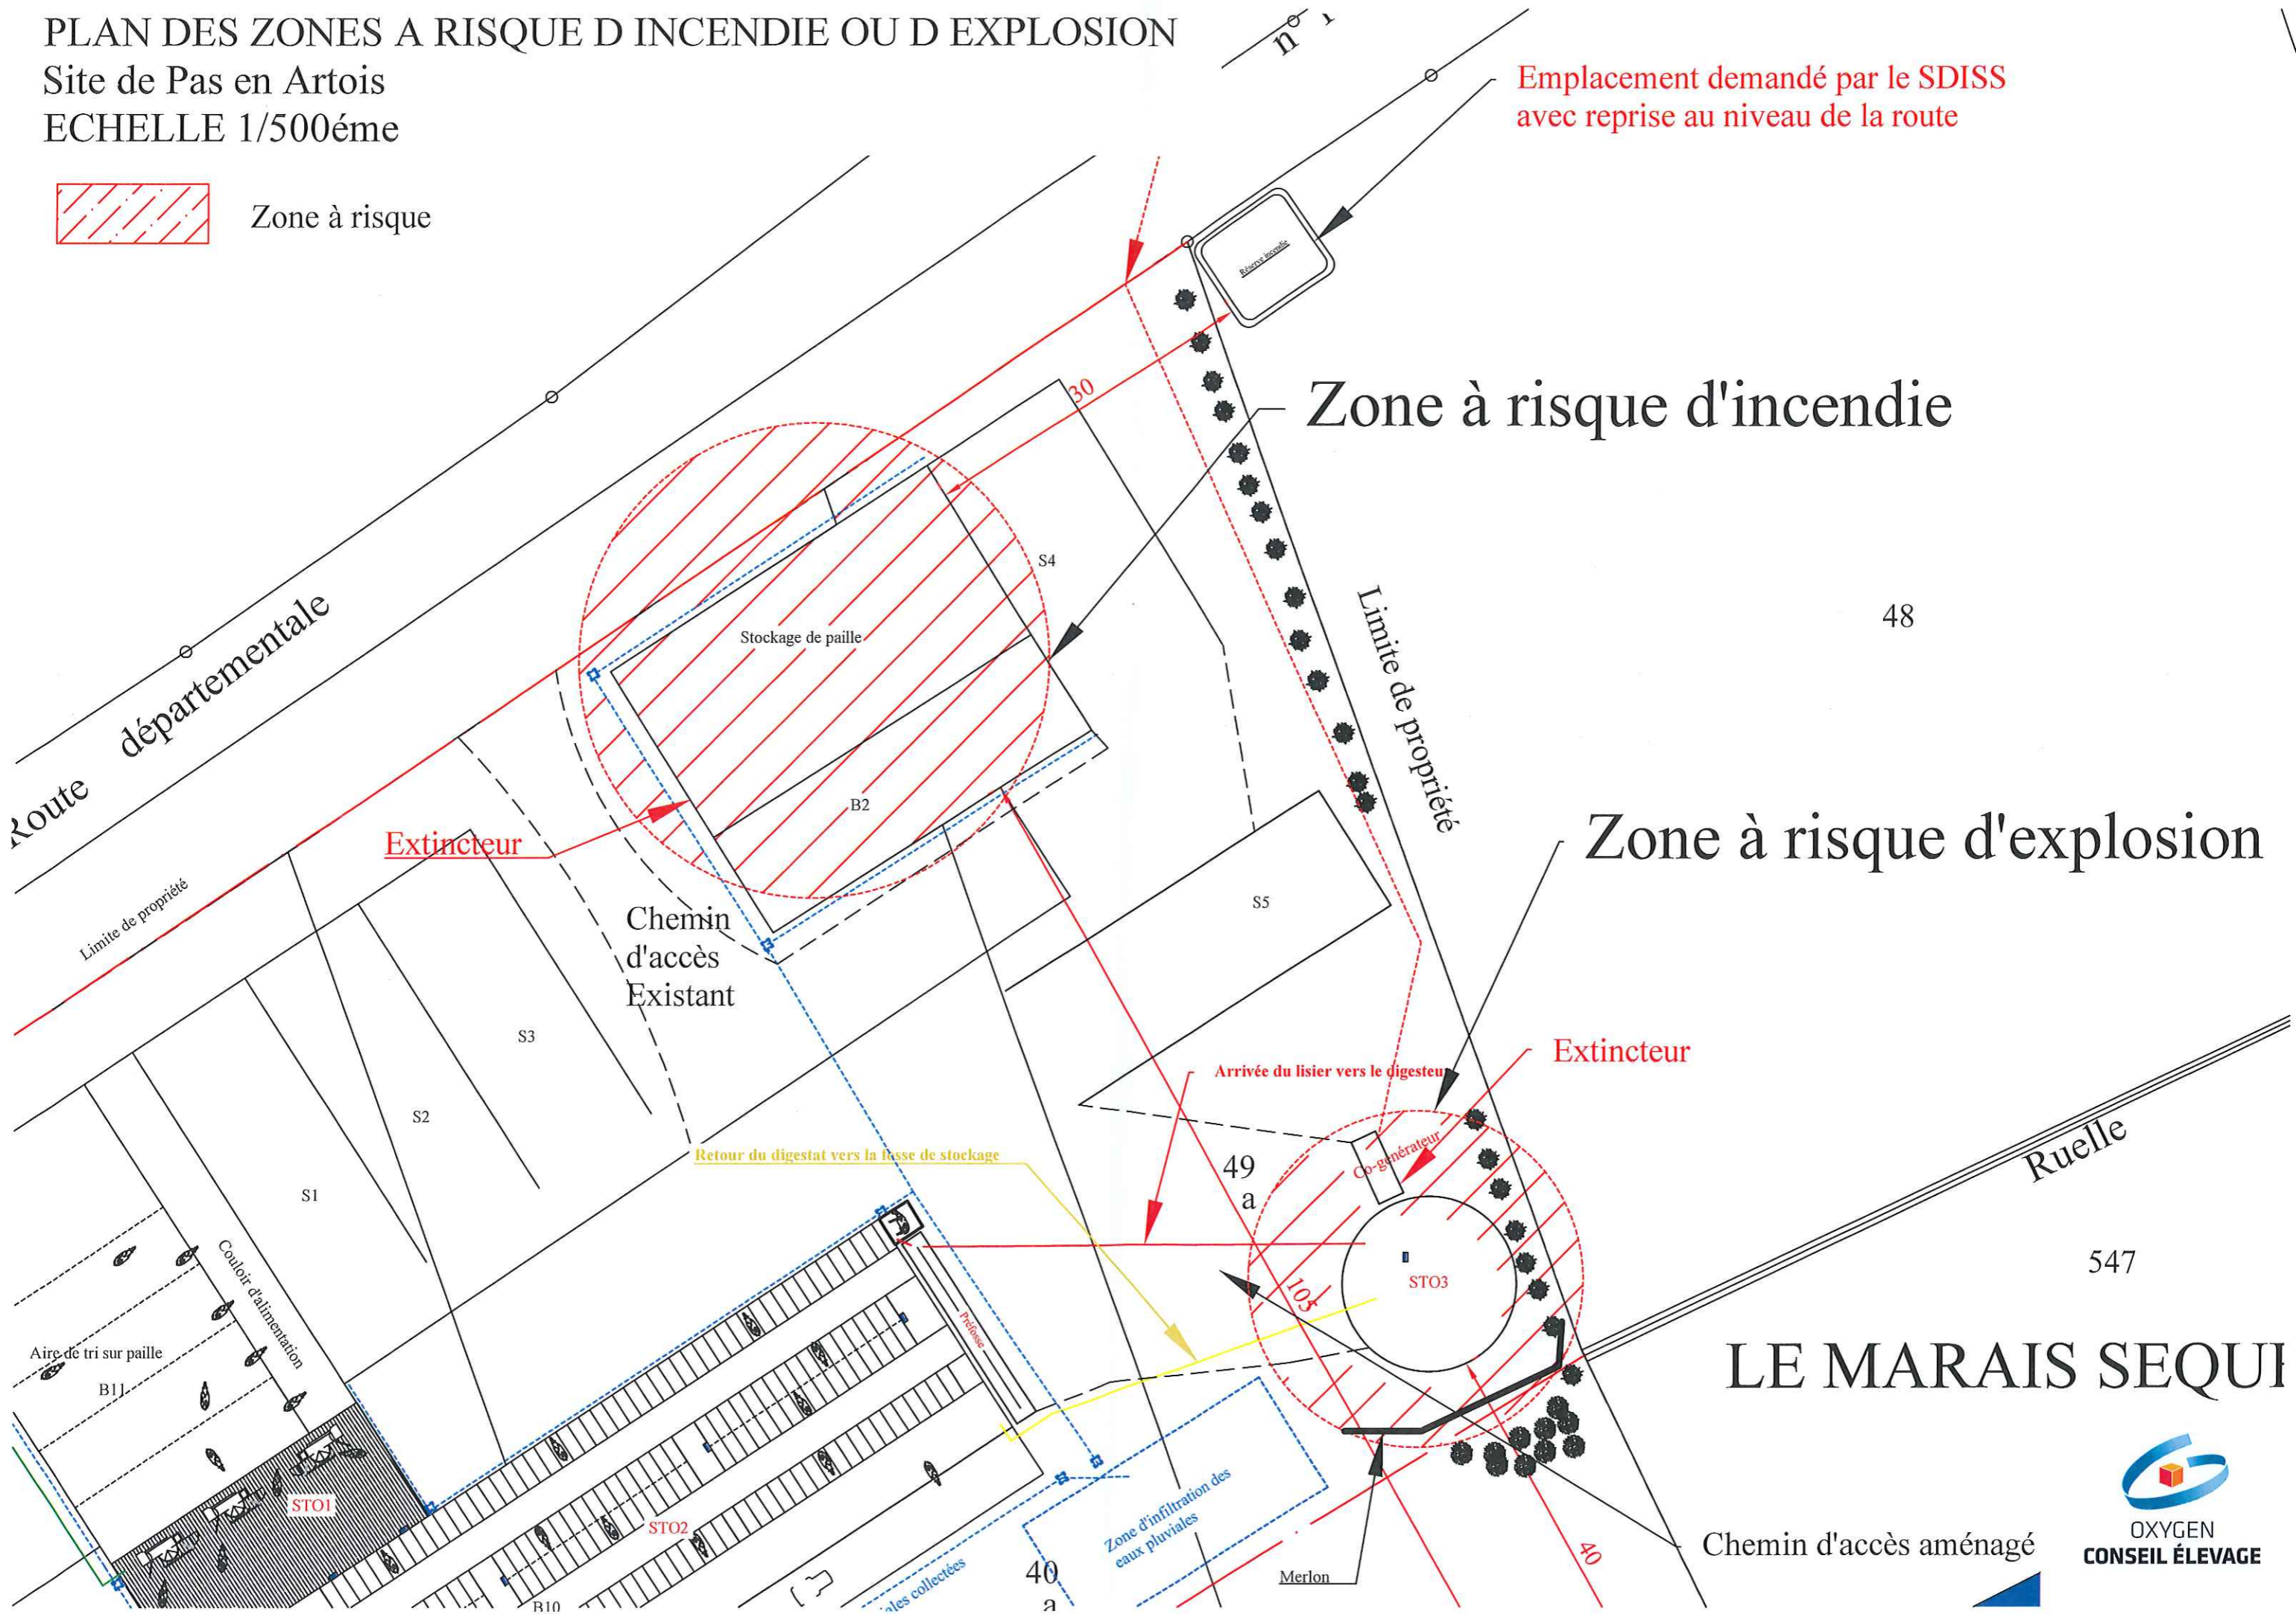 PLAN DES ZONES A RISQUE D INCENDIE OU D EXPLOSION
Site de Pas en Artois
ECHELLE 1/500éme
Zone à risque
n°
Emplacement demandé par le SDISS
avec reprise au niveau de la route
Réserve incendie
30
Zone à risque d'incendie
S4
Stockage de paille
48
Route départementale
Limite de propriété
B2
Extincteur
Zone à risque d'explosion
Limite de propriété
S5
Chemin
d'accès
Existant
S3
Extincteur
Arrivée du lisier vers le digesteur
S2
Co-générateur
Ruelle
Retour du digestat vers la fosse de stockage
49
a
S1
Couloir d'alimentation
547
STO3
105
Préfosse
Aire de tri sur paille
B11
LE MARAIS SEQUI
STO1
STO2
Zone d'infiltration des
eaux pluviales
OXYGEN
CONSEIL ÉLEVAGE
Chemin d'accès aménagé
40
40
a
Merlon
ales collectées
B10